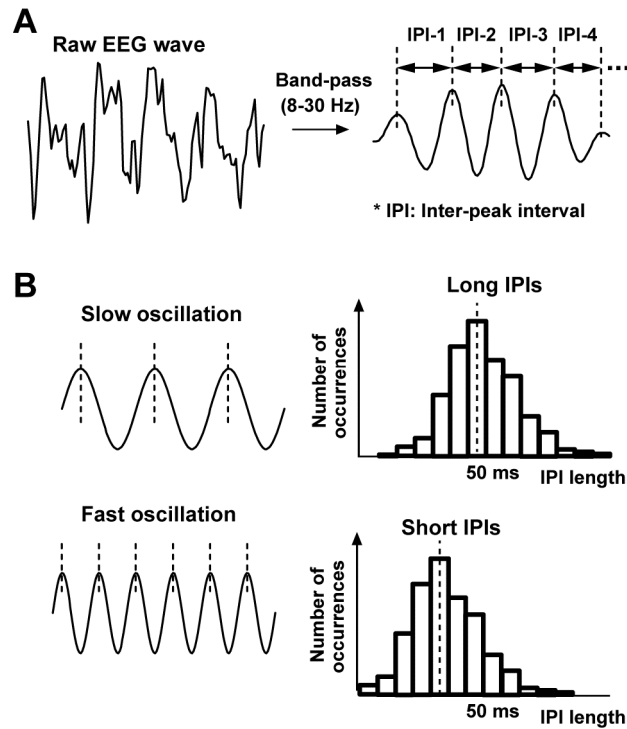 A
Raw EEG wave
Band-pass
(8-30 Hz)
IPI-1 IPI-2 IPI-3 IPI-4
* IPI: Inter-peak interval
B
Slow oscillation
Long IPIs
Number of
occurrences
50 ms
IPI length
Fast oscillation
Short IPIs
Number of
occurrences
50 ms
IPI length